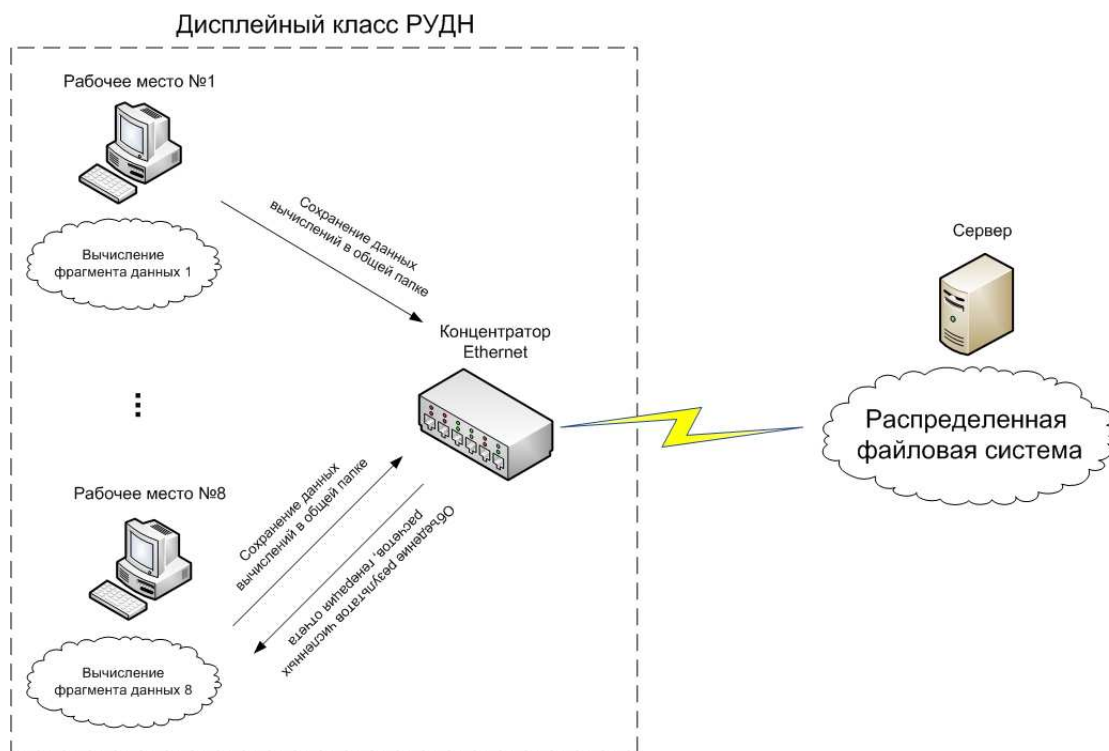 Дисплейный класс РУДН
Рабочее место №1
Вычисление
фрагмента данных 1
Сохранение данных
вычислений в общей папке
Концентратор
Ethernet
Сервер
Распределенная
файловая система
...
Рабочее место №8
Сохранение данных
вычислений в общей папке
Объедение результатов численных
расчетов, генерация отчета
Вычисление
фрагмента данных 8